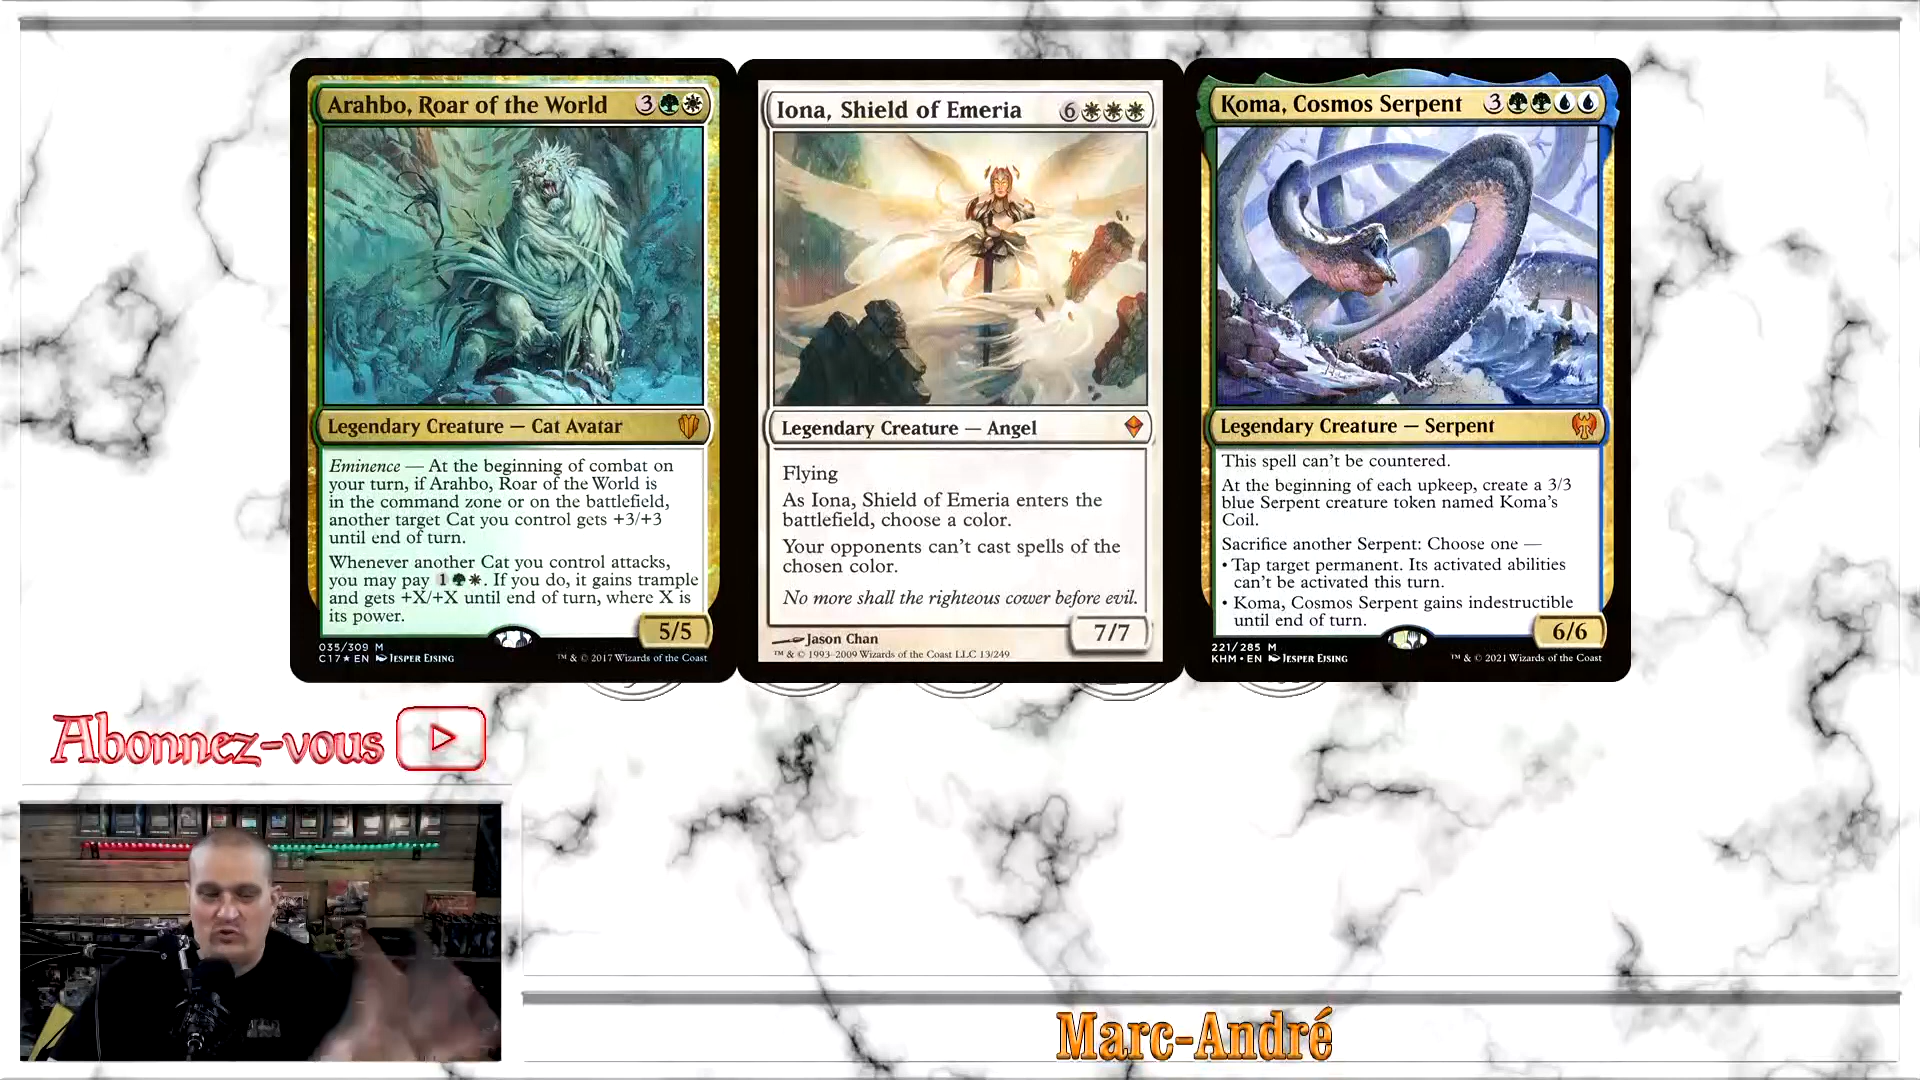 Arahbo, Roar of the World 3
Legendary Creature — Cat Avatar
Eminence — At the beginning of combat on
your turn, if Arahbo, Roar of the World is
in the command zone or on the battlefield,
another target Cat you control gets +3/+3
until end of turn.
Whenever another Cat you control attacks,
you may pay 1 . If you do, it gains trample
and gets +X/+X until end of turn, where X is
its power.
5/5
035/309 M
C17★EN Jesper Ejsing
™ & © 2017 Wizards of the Coast
Iona, Shield of Emeria 6
Legendary Creature — Angel
Flying
As Iona, Shield of Emeria enters the
battlefield, choose a color.
Your opponents can't cast spells of the
chosen color.
No more shall the righteous cower before evil.
7/7
Jason Chan
™ & © 1993–2009 Wizards of the Coast LLC 13/249
Koma, Cosmos Serpent 3
Legendary Creature — Serpent
This spell can't be countered.
At the beginning of each upkeep, create a 3/3
blue Serpent creature token named Koma's
Coil.
Sacrifice another Serpent: Choose one —
• Tap target permanent. Its activated abilities
can't be activated this turn.
• Koma, Cosmos Serpent gains indestructible
until end of turn.
6/6
221/285 M
KHM • EN Jesper Ejsing
™ & © 2021 Wizards of the Coast
Abonnez-vous
Marc-André